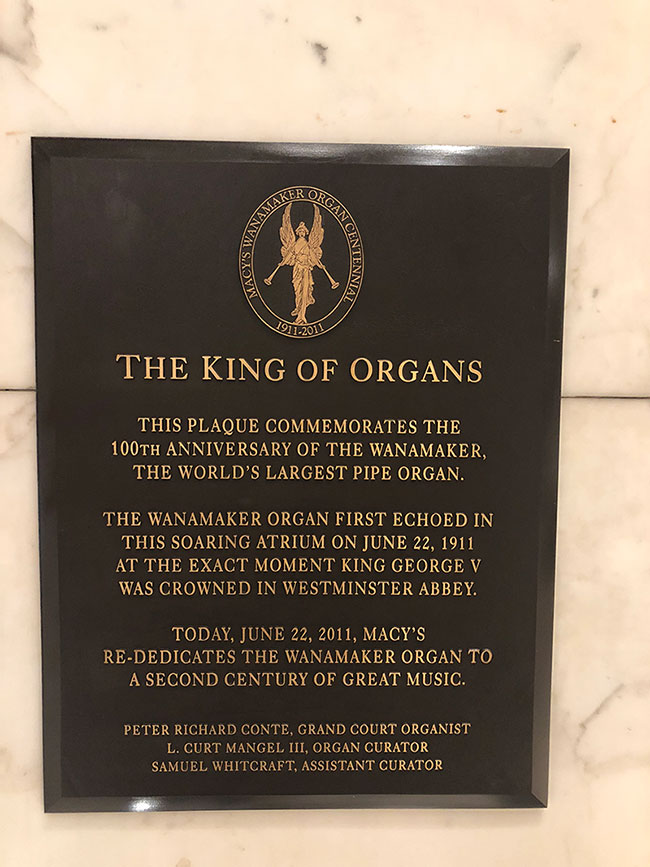 MACY'S WANAMAKER ORGAN CENTENNIAL
1911-2011
THE KING OF ORGANS
THIS PLAQUE COMMEMORATES THE
100TH ANNIVERSARY OF THE WANAMAKER,
THE WORLD'S LARGEST PIPE ORGAN.
THE WANAMAKER ORGAN FIRST ECHOED IN
THIS SOARING ATRIUM ON JUNE 22, 1911
AT THE EXACT MOMENT KING GEORGE V
WAS CROWNED IN WESTMINSTER ABBEY.
TODAY, JUNE 22, 2011, MACY'S
RE-DEDICATES THE WANAMAKER ORGAN TO
A SECOND CENTURY OF GREAT MUSIC.
PETER RICHARD CONTE, GRAND COURT ORGANIST
L. CURT MANGEL III, ORGAN CURATOR
SAMUEL WHITCRAFT, ASSISTANT CURATOR